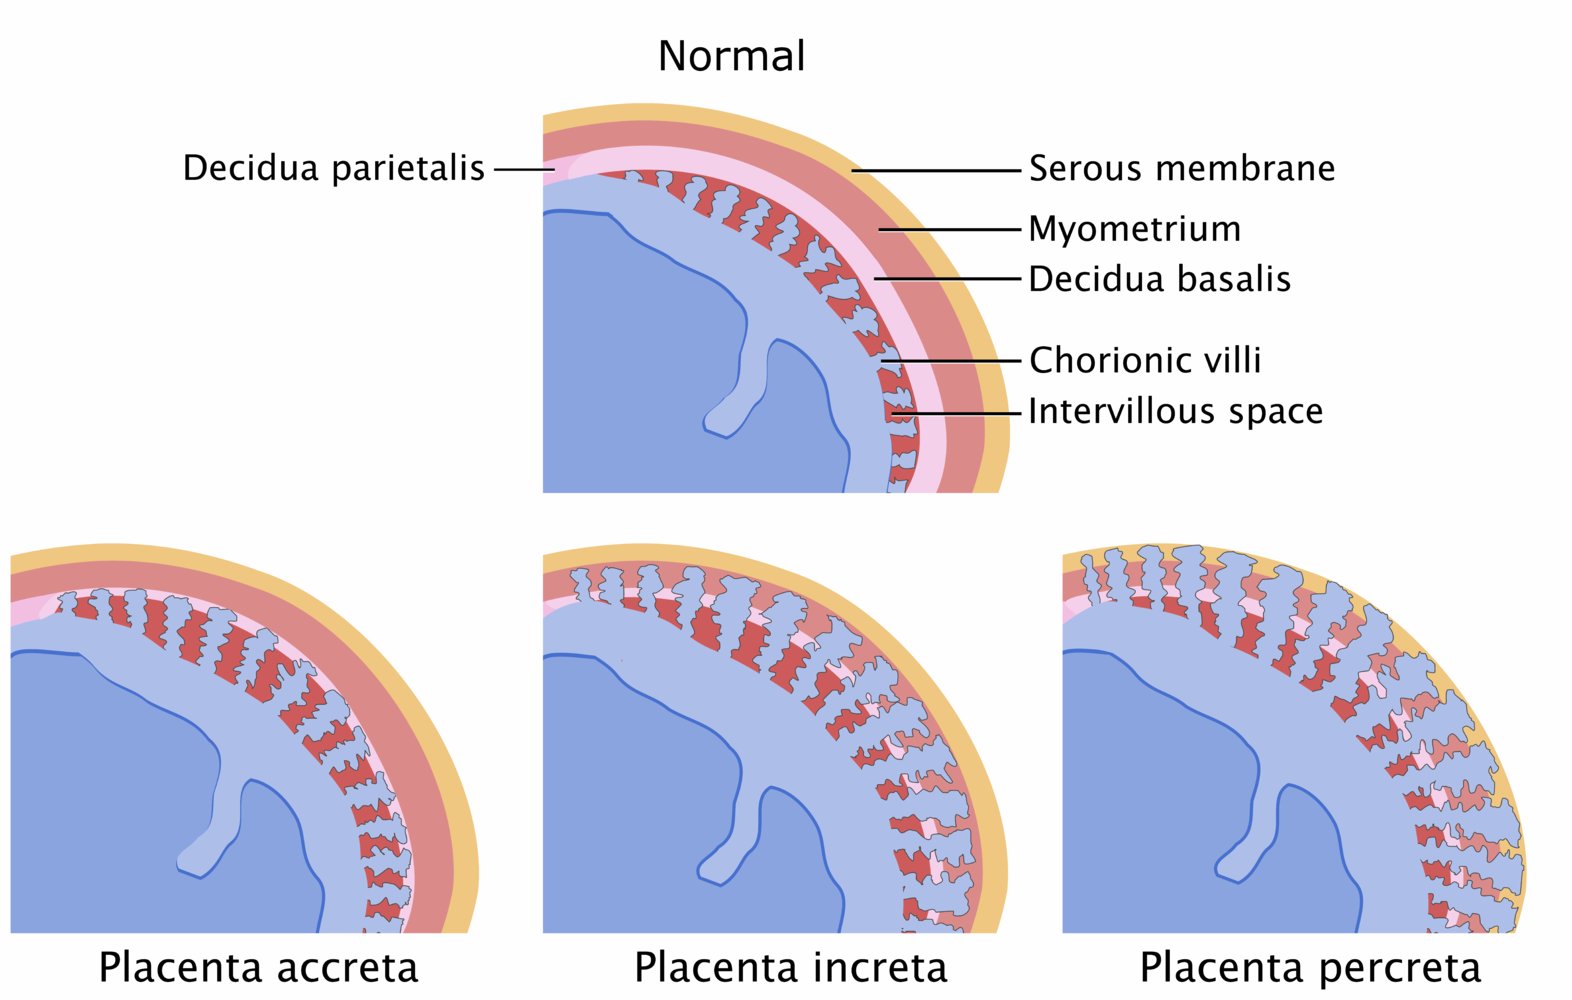 Normal
Decidua parietalis
Serous membrane
Myometrium
Decidua basalis
Chorionic villi
Intervillous space
Placenta accreta
Placenta increta
Placenta percreta